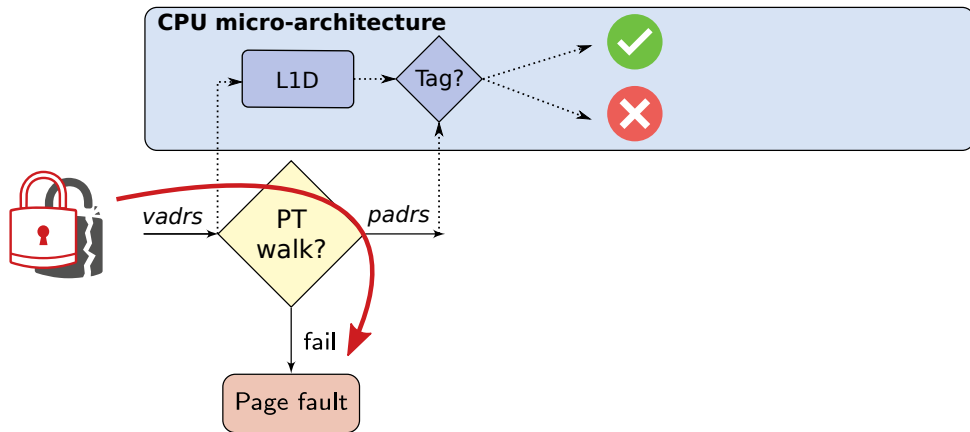 CPU micro-architecture
L1D
Tag?
vadrs
PT
walk?
padrs
fail
Page fault